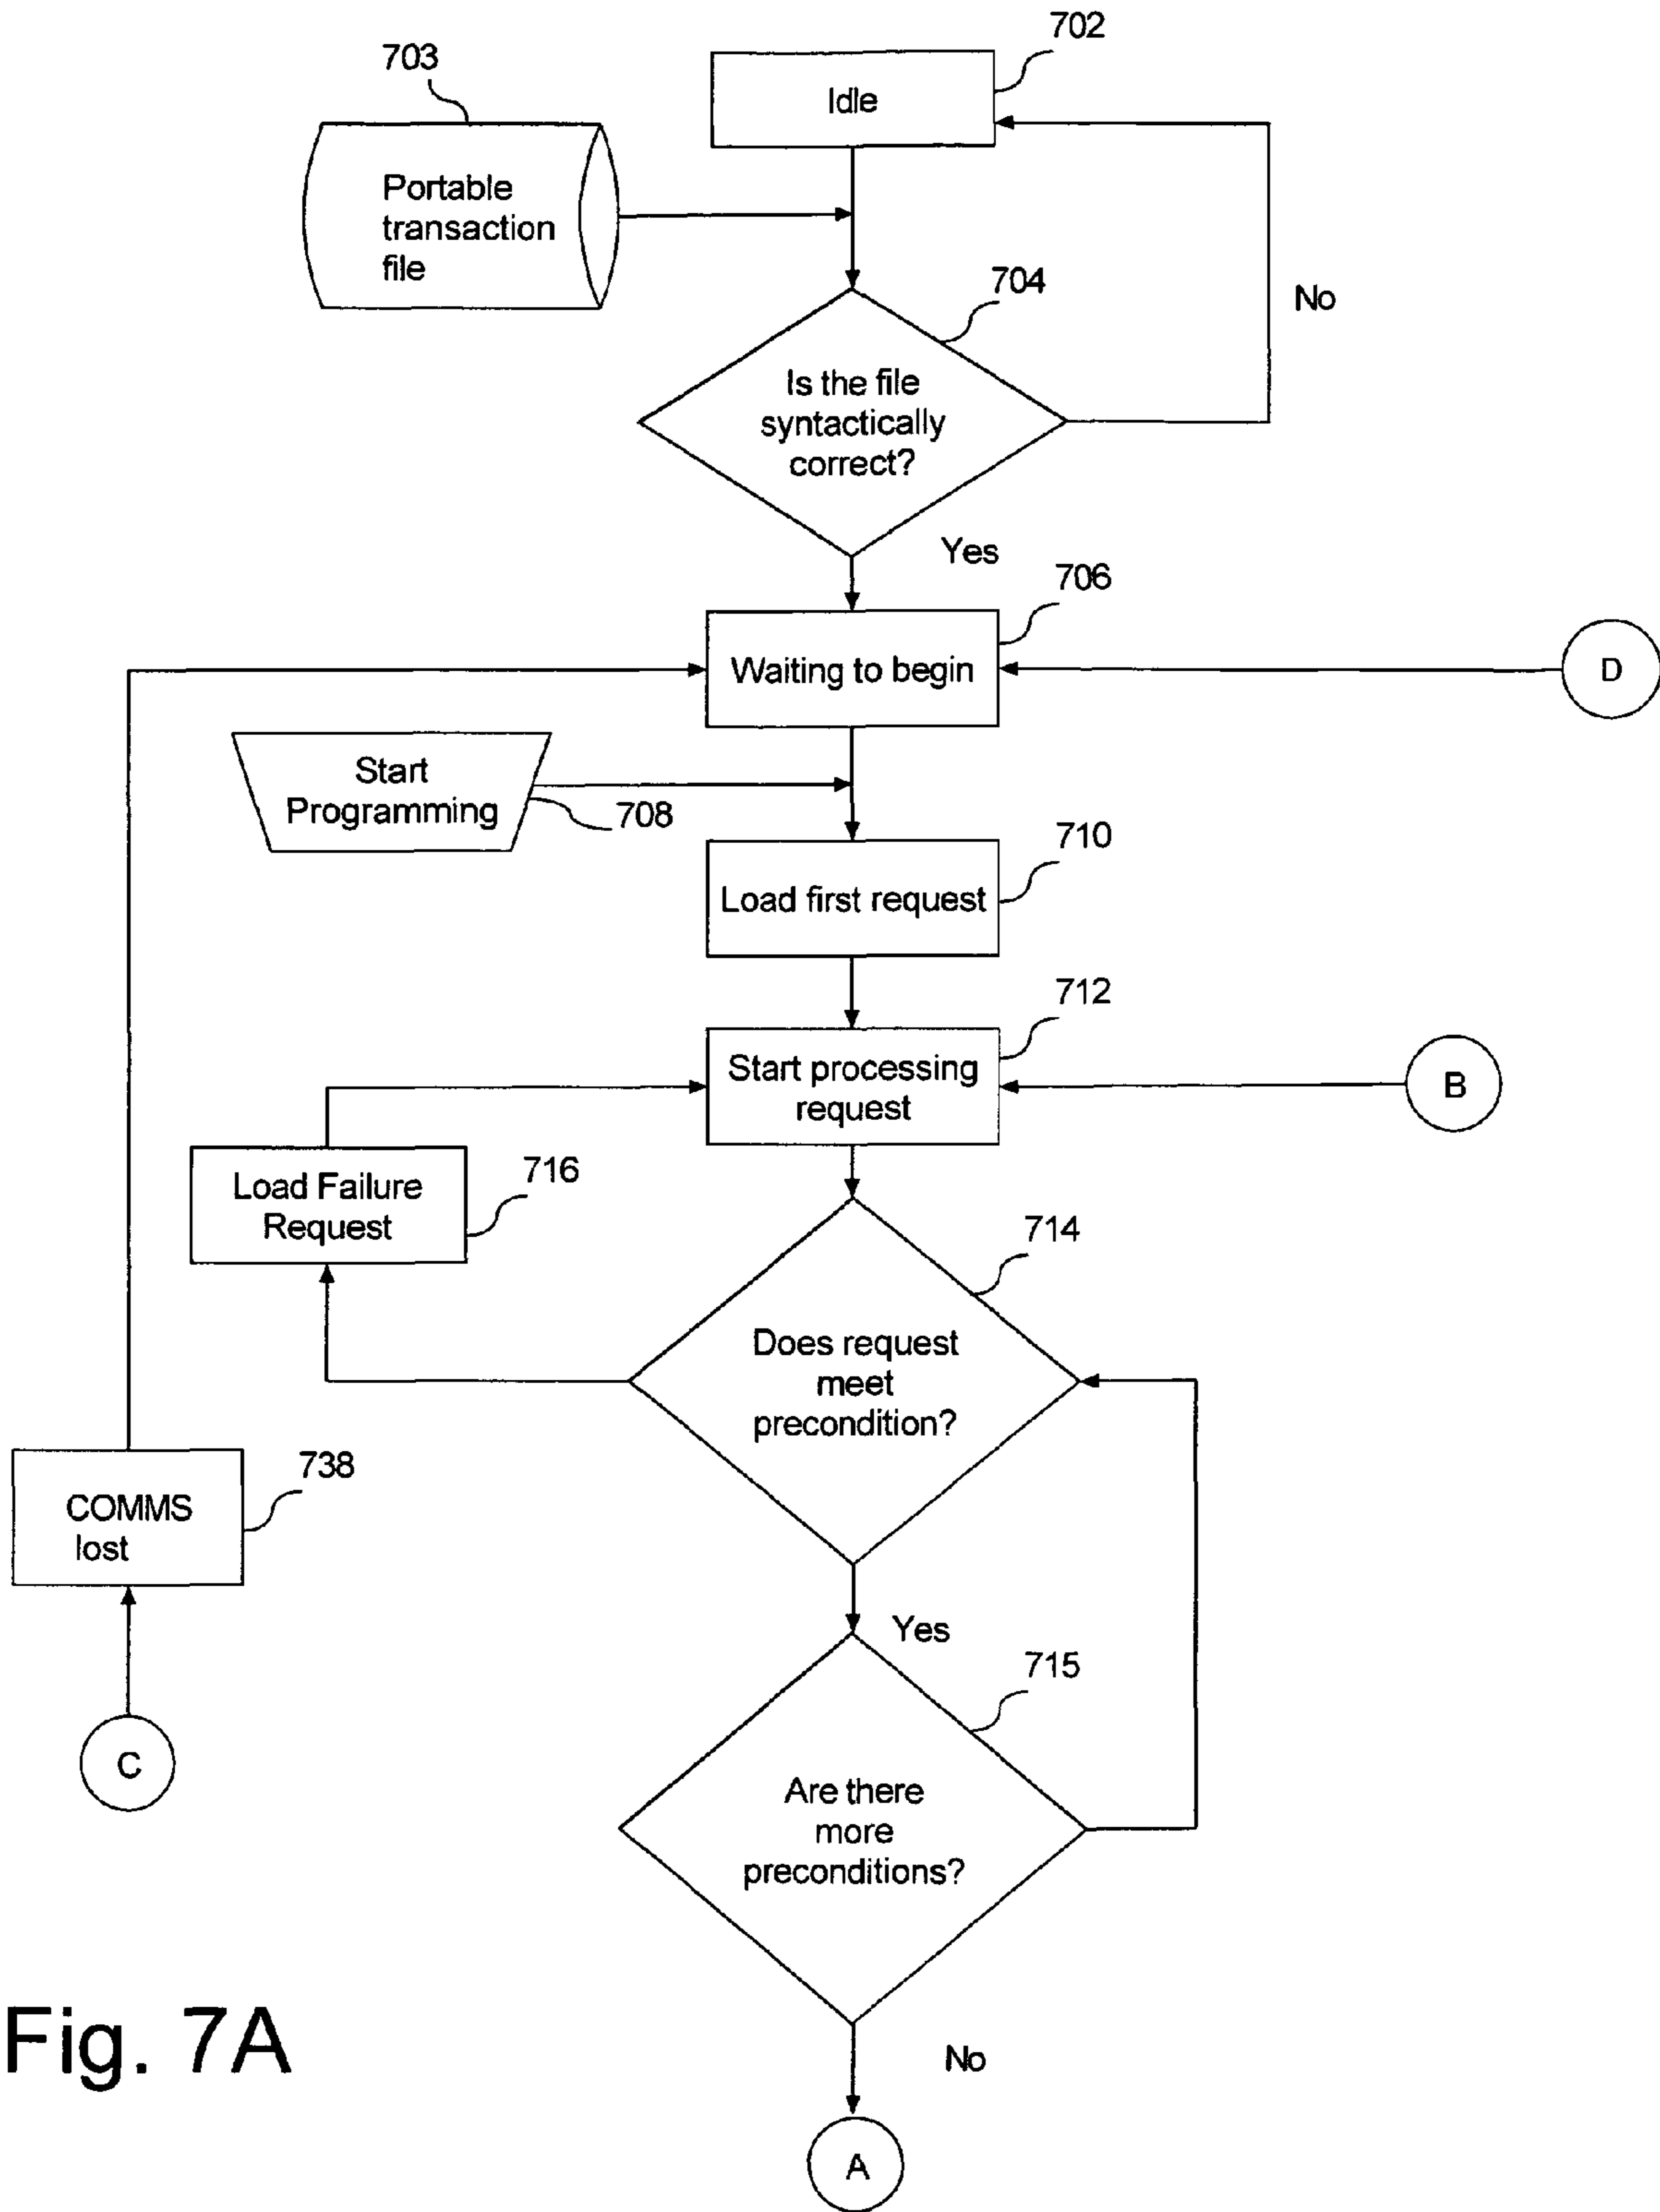 702
703
Idle
Portable
transaction
file
704
No
Is the file
syntactically
correct?
Yes
706
Waiting to begin
D
Start
Programming
708
710
Load first request
712
Start processing
request
B
716
Load Failure
Request
714
Does request
meet
precondition?
738
COMMS
lost
Yes
715
C
Are there
more
preconditions?
No
Fig. 7A
A